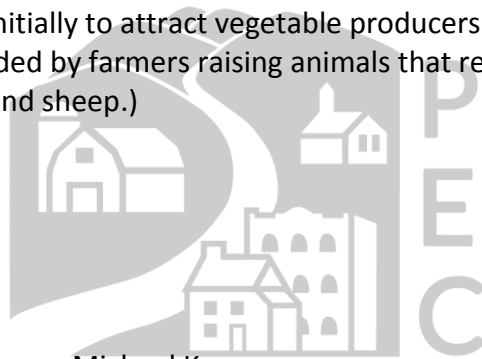 nitially to attract vegetable producers
ded by farmers raising animals that re
nd sheep.)
P
E
C
Michael